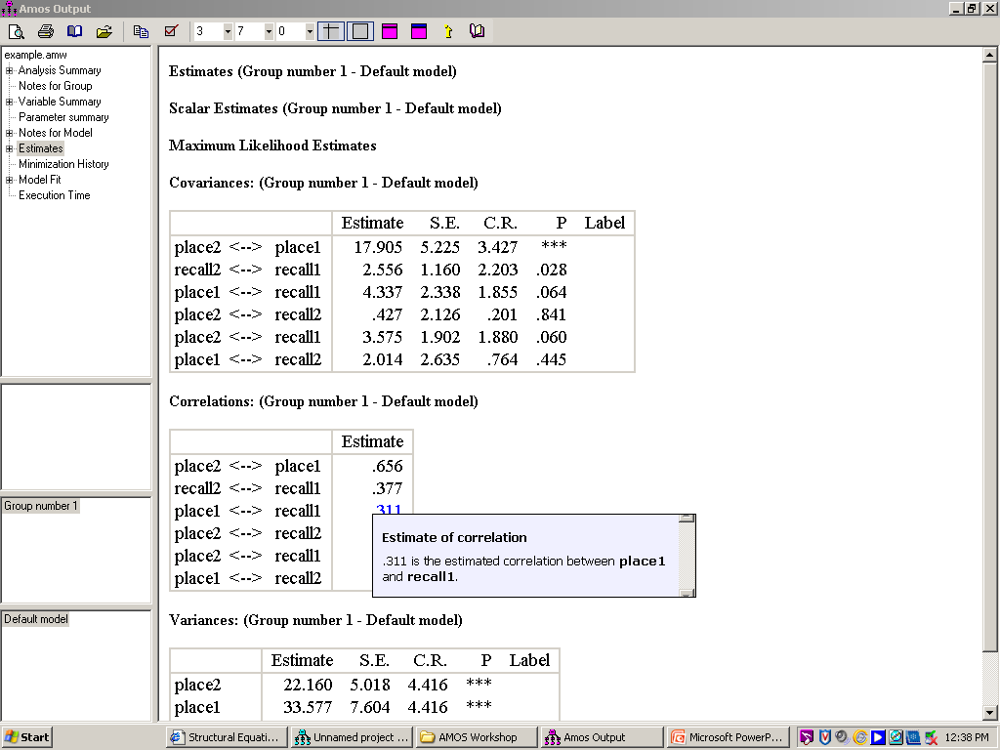 Amos Output
3 7 0
example.amw
Analysis Summary
Notes for Group
Variable Summary
Parameter summary
Notes for Model
Estimates
Minimization History
Model Fit
Execution Time
Group number 1
Default model
Estimates (Group number 1 - Default model)
Scalar Estimates (Group number 1 - Default model)
Maximum Likelihood Estimates
Covariances: (Group number 1 - Default model)
Estimate S.E. C.R. P Label
place2 <--> place1 17.905 5.225 3.427 ***
recall2 <--> recall1 2.556 1.160 2.203 .028
place1 <--> recall1 4.337 2.338 1.855 .064
place2 <--> recall2 .427 2.126 .201 .841
place2 <--> recall1 3.575 1.902 1.880 .060
place1 <--> recall2 2.014 2.635 .764 .445
Correlations: (Group number 1 - Default model)
Estimate
place2 <--> place1 .656
recall2 <--> recall1 .377
place1 <--> recall1 .311
place2 <--> recall2
place2 <--> recall1
place1 <--> recall2
Estimate of correlation
.311 is the estimated correlation between place1
and recall1.
Variances: (Group number 1 - Default model)
Estimate S.E. C.R. P Label
place2 22.160 5.018 4.416 ***
place1 33.577 7.604 4.416 ***
Start
Structural Equati...
Unnamed project ...
AMOS Workshop
Amos Output
Microsoft PowerP...
12:38 PM